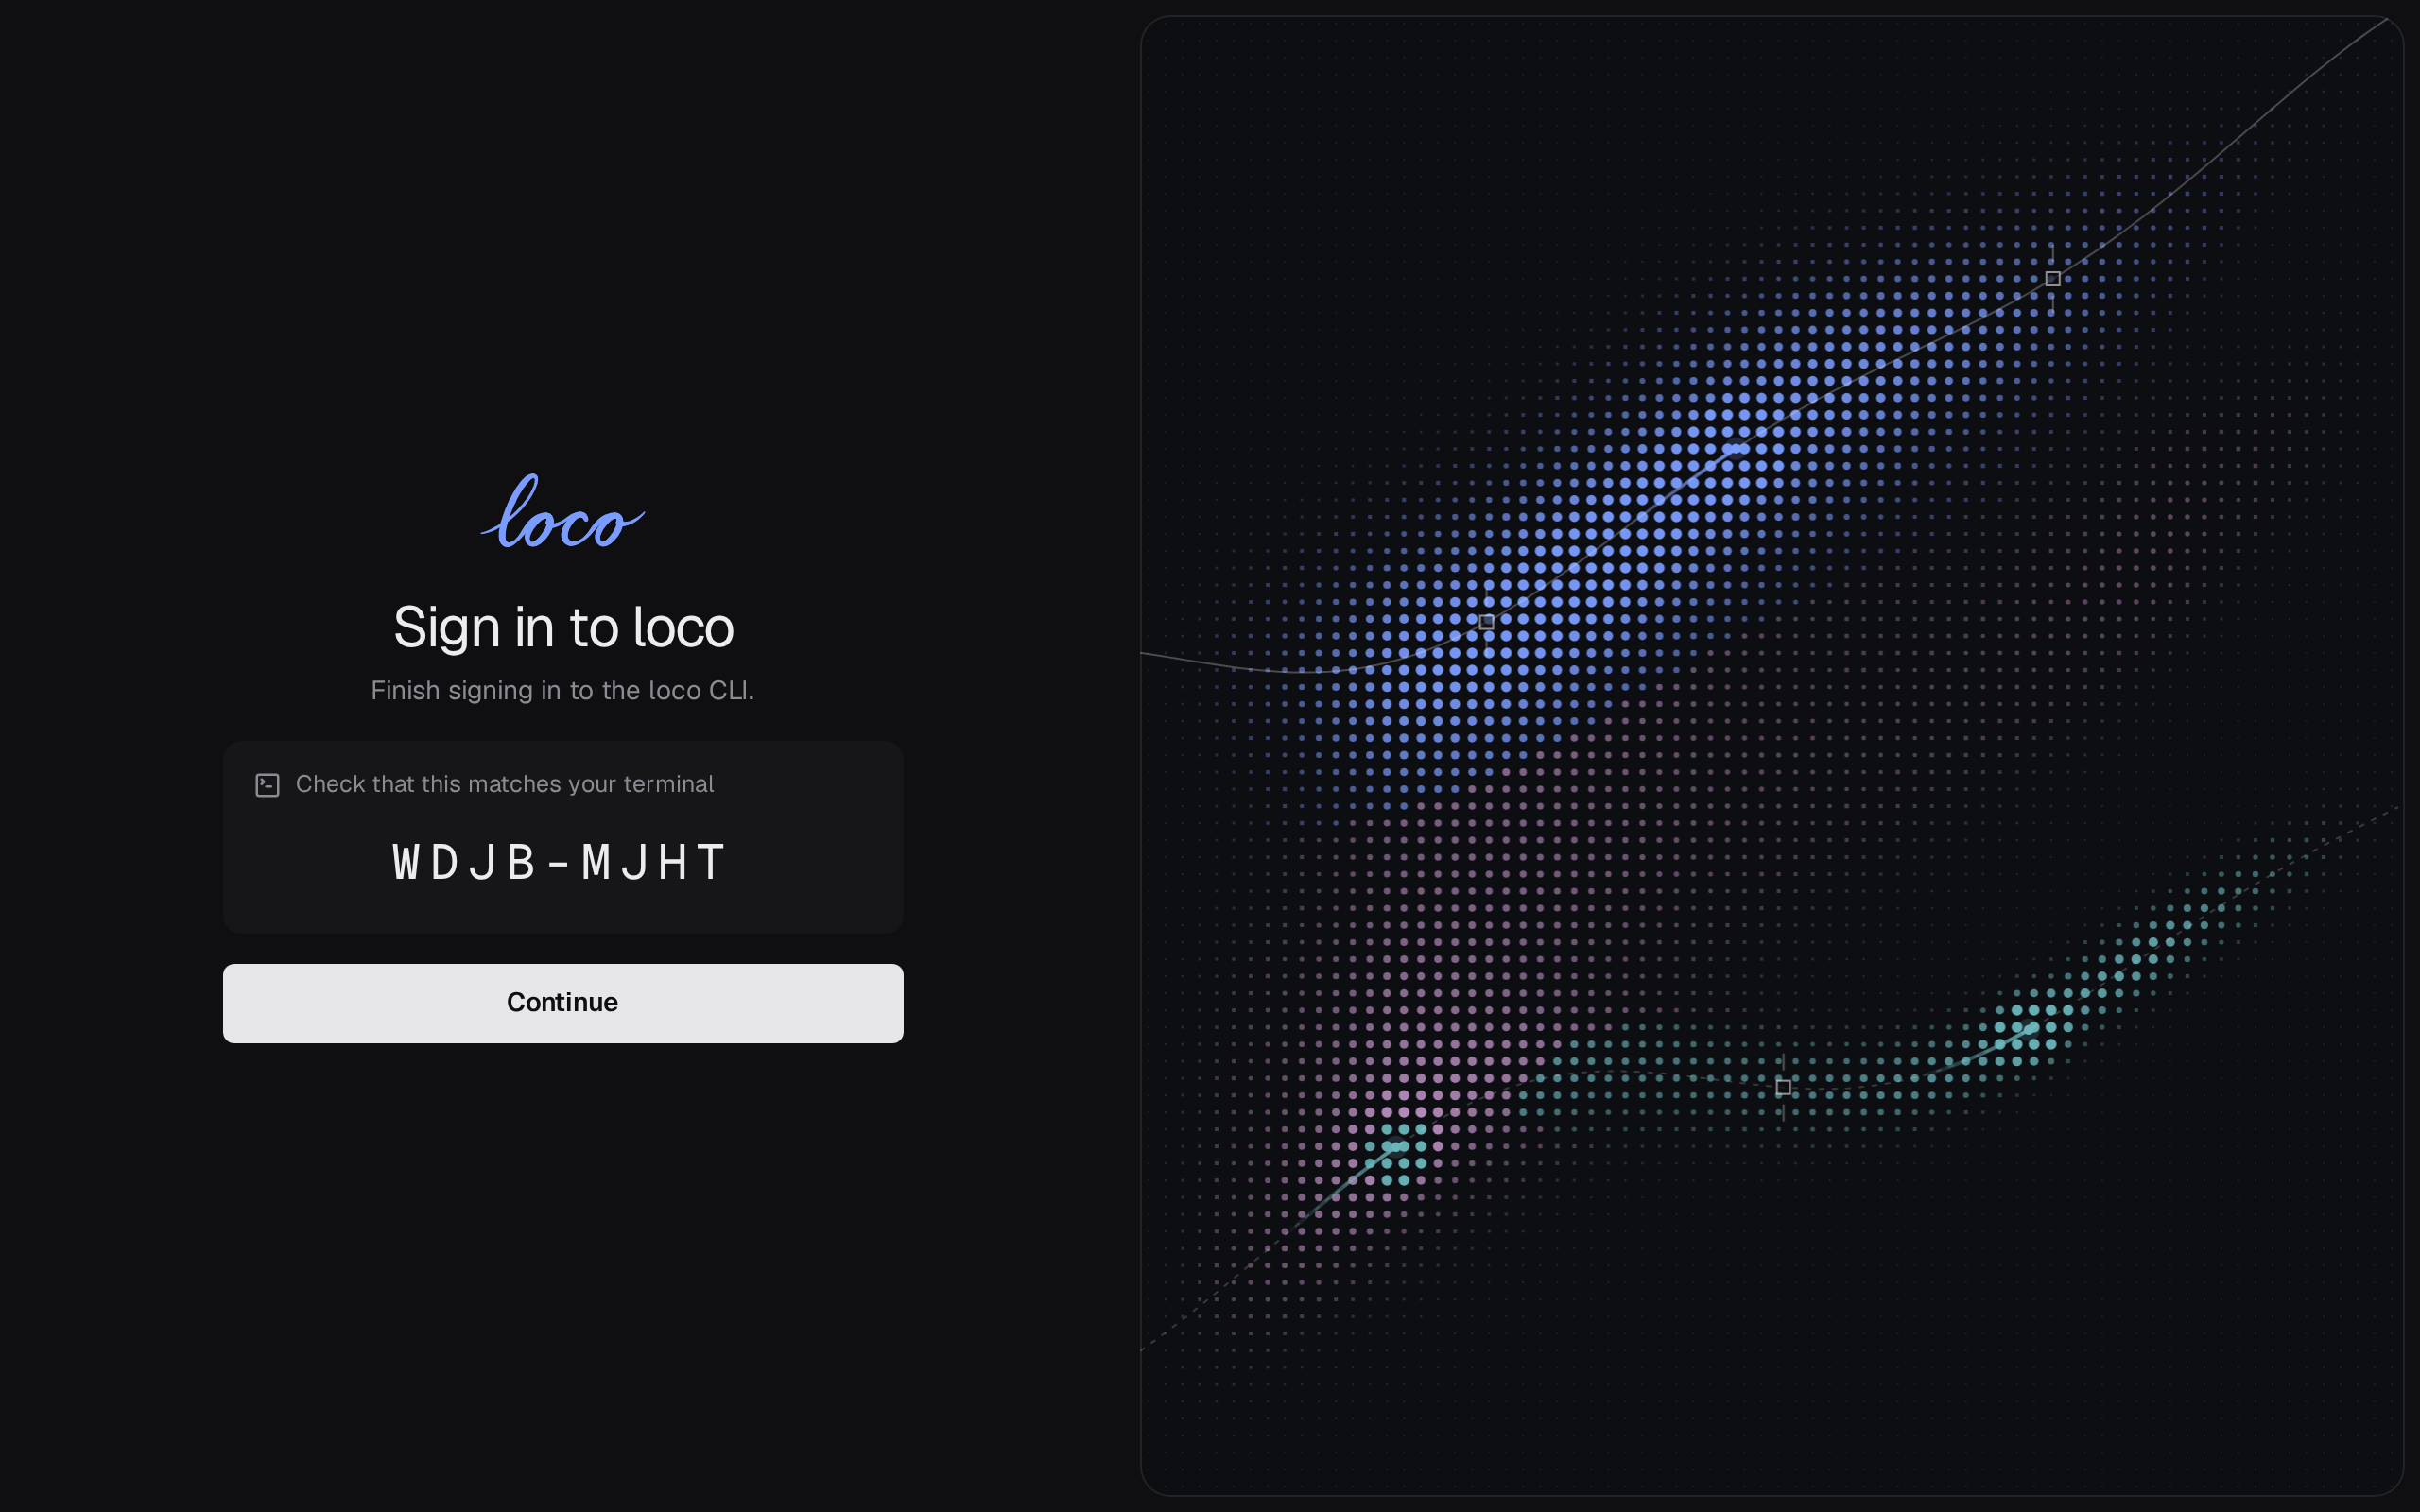 loco
Sign in to loco
Finish signing in to the loco CLI.
Check that this matches your terminal
WDJB-MJHT
Continue